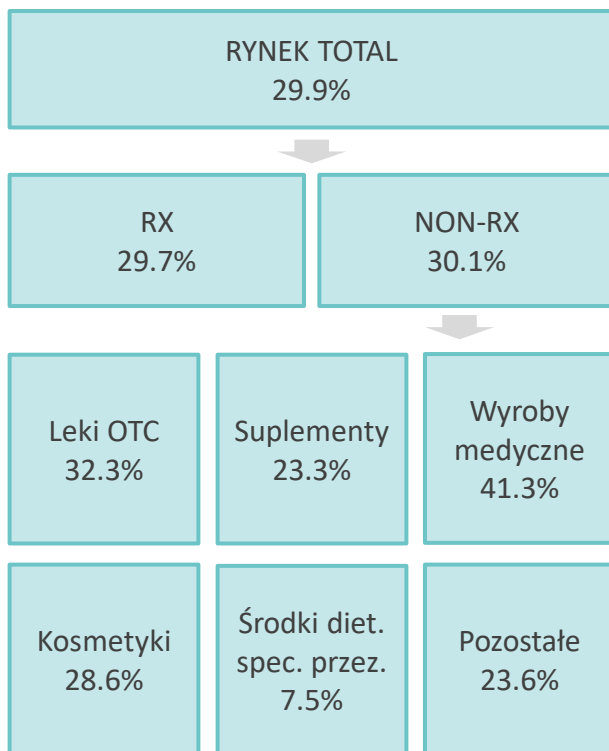 RYNEK TOTAL
29.9%
RX
29.7%
NON-RX
30.1%
Leki OTC
32.3%
Suplementy
23.3%
Wyroby
medyczne
41.3%
Kosmetyki
28.6%
Środki diet.
spec. przez.
7.5%
Pozostałe
23.6%